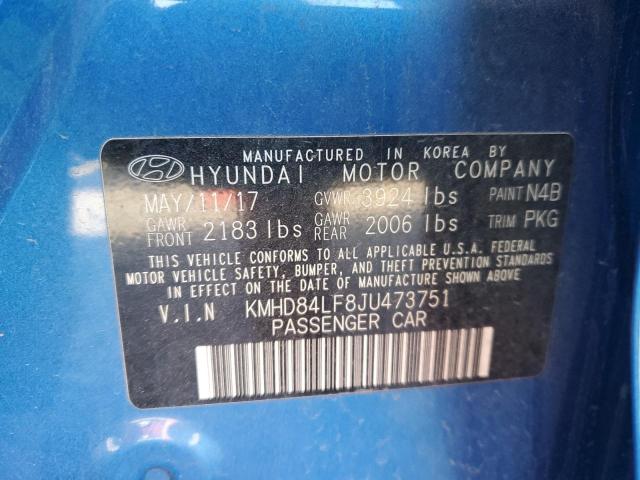 MANUFACTURED IN KOREA BY
HYUNDAI MOTOR COMPANY
MAY/11/17 GVWR 3924 lbs PAINT N4B
GAWR FRONT 2183 lbs GAWR REAR 2006 lbs TRIM PKG
THIS VEHICLE CONFORMS TO ALL APPLICABLE U.S.A. FEDERAL
MOTOR VEHICLE SAFETY, BUMPER, AND THEFT PREVENTION STANDARDS
IN EFFECT ON THE DATE OF MANUFACTURE SHOWN ABOVE.
V.I.N KMHD84LF8JU473751
PASSENGER CAR